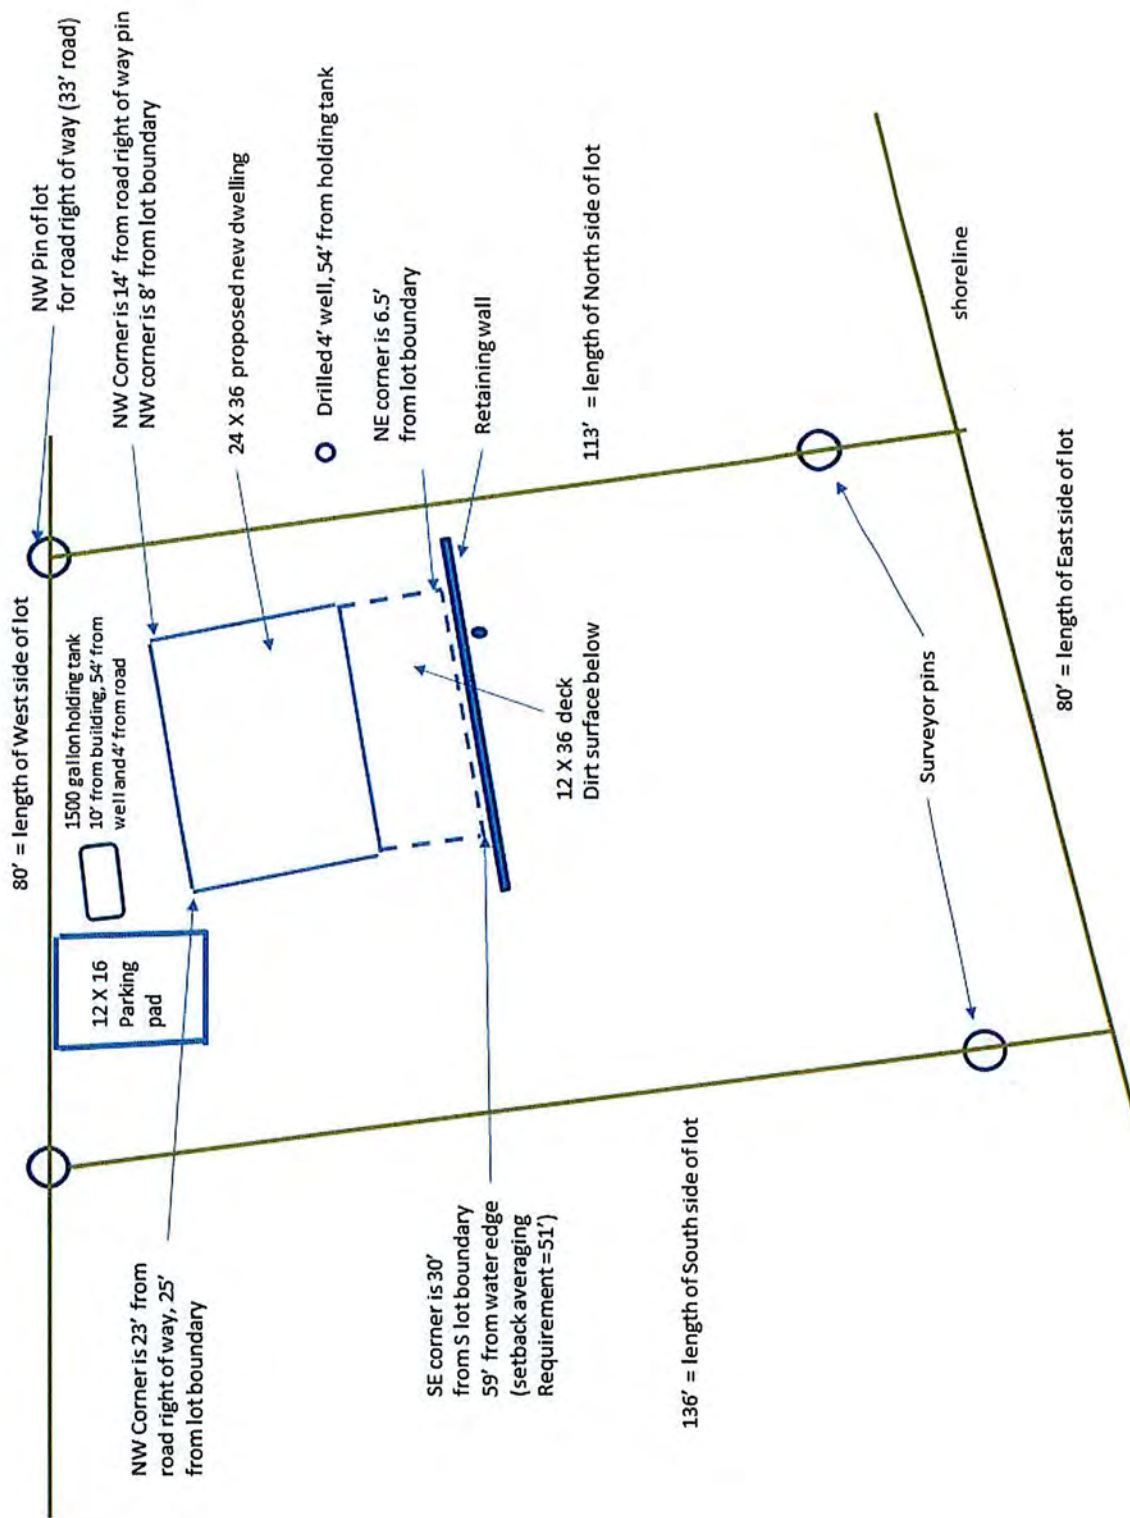 NW Pin of lot
for road right of way (33’ road)
80’ = length of West side of lot
NW Corner is 14’ from road right of way pin
NW corner is 8’ from lot boundary
1500 gallon holding tank
10’ from building, 54’ from
well and 4’ from road
24 X 36 proposed new dwelling
12 X 16
Parking
pad
Drilled 4’ well, 54’ from holding tank
NE corner is 6.5’
from lot boundary
Retaining wall
NW Corner is 23’ from
road right of way, 25’
from lot boundary
12 X 36 deck
Dirt surface below
113’ = length of North side of lot
SE corner is 30’
from S lot boundary
59’ from water edge
(setback averaging
Requirement = 51’)
136’ = length of South side of lot
Surveyor pins
shoreline
80’ = length of East side of lot